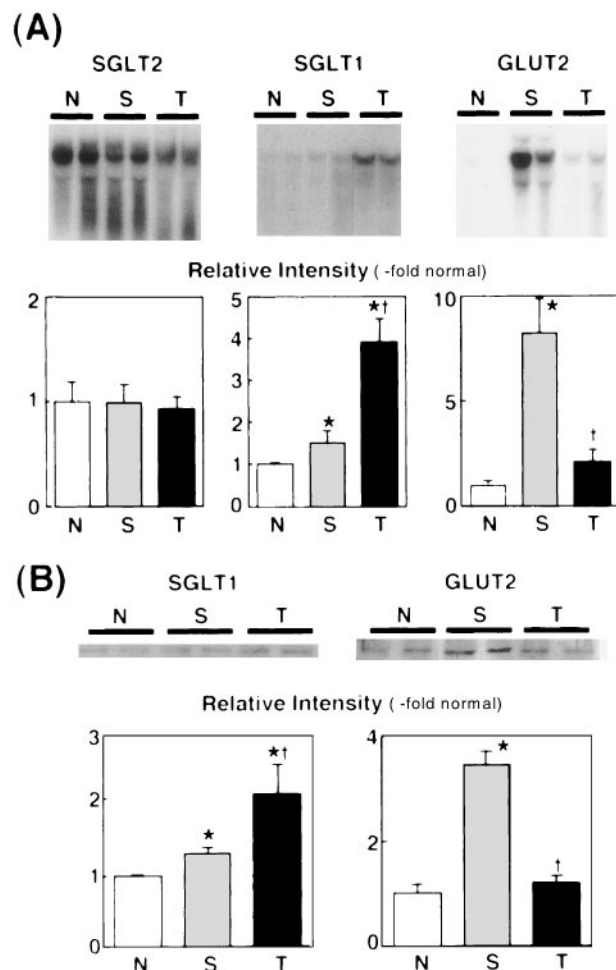 (A)
SGLT2 SGLT1 GLUT2
N S T N S T N S T
Relative Intensity ( -fold normal)
2 5 10
4 ★† ★
3
1 5
2 ★ †
1
0 0 0
N S T N S T N S T
(B)
SGLT1 GLUT2
N S T N S T
Relative Intensity ( -fold normal)
3 4
★† ★
2
★ 2
1 †
0 0
N S T N S T